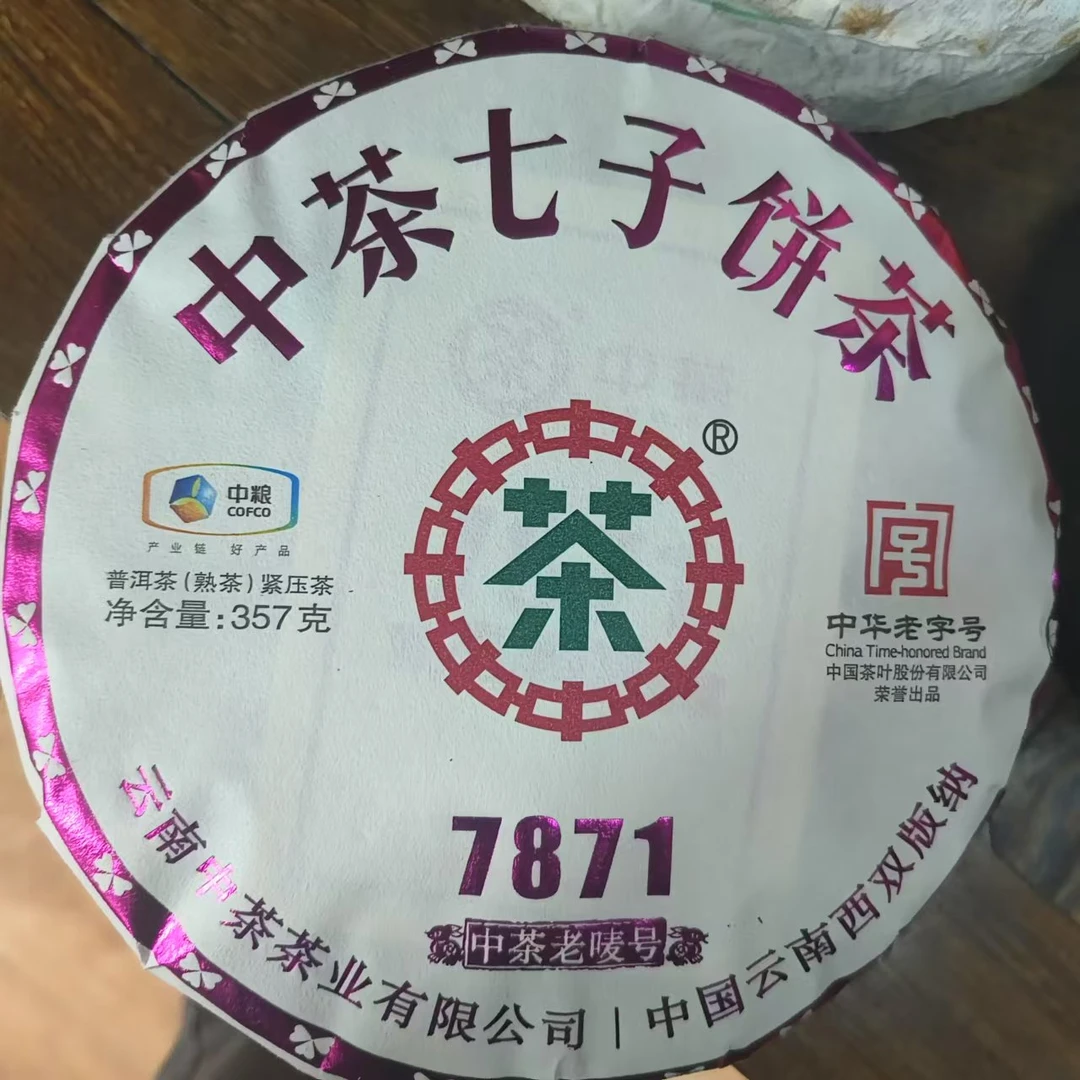 中茶七子饼茶
®
茶
中粮
COFCO
产业链 好产品
普洱茶(熟茶)紧压茶
净含量:357克
中华老字号
China Time-honored Brand
中国茶叶股份有限公司
荣誉出品
7871
中茶老唛号
云南中茶茶业有限公司|中国云南西双版纳